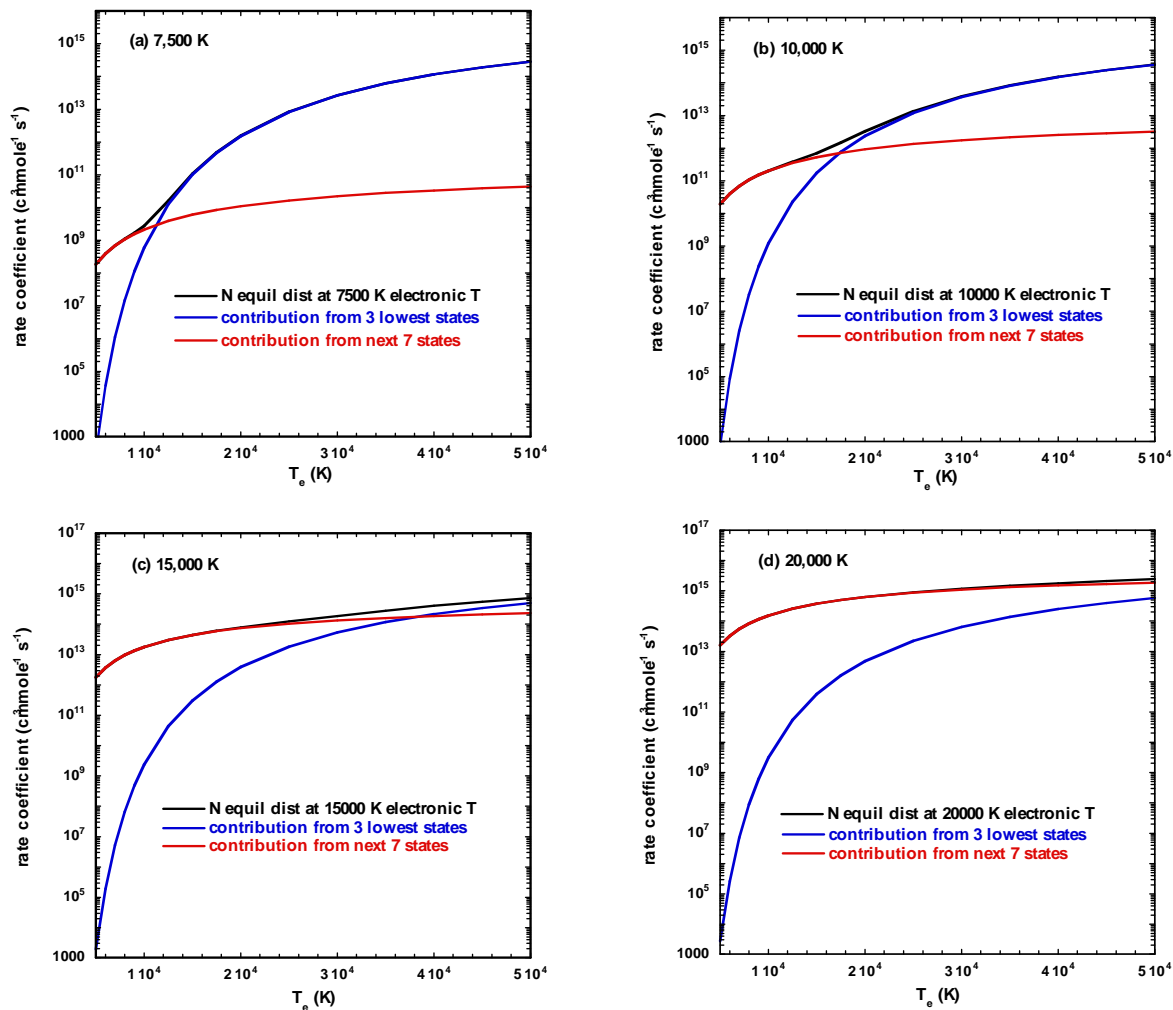 (a) 7,500 K
10^15
10^13
10^11
10^9
10^7
10^5
1000
rate coefficient (cm^3mole^-1 s^-1)
N equil dist at 7500 K electronic T
contribution from 3 lowest states
contribution from next 7 states
1 10^4
2 10^4
3 10^4
4 10^4
5 10^4
T_e (K)
(b) 10,000 K
10^15
10^13
10^11
10^9
10^7
10^5
1000
rate coefficient (cm^3mole^-1 s^-1)
N equil dist at 10000 K electronic T
contribution from 3 lowest states
contribution from next 7 states
1 10^4
2 10^4
3 10^4
4 10^4
5 10^4
T_e (K)
(c) 15,000 K
10^17
10^15
10^13
10^11
10^9
10^7
10^5
1000
rate coefficient (cm^3mole^-1 s^-1)
N equil dist at 15000 K electronic T
contribution from 3 lowest states
contribution from next 7 states
1 10^4
2 10^4
3 10^4
4 10^4
5 10^4
T_e (K)
(d) 20,000 K
10^17
10^15
10^13
10^11
10^9
10^7
10^5
1000
rate coefficient (cm^3mole^-1 s^-1)
N equil dist at 20000 K electronic T
contribution from 3 lowest states
contribution from next 7 states
1 10^4
2 10^4
3 10^4
4 10^4
5 10^4
T_e (K)